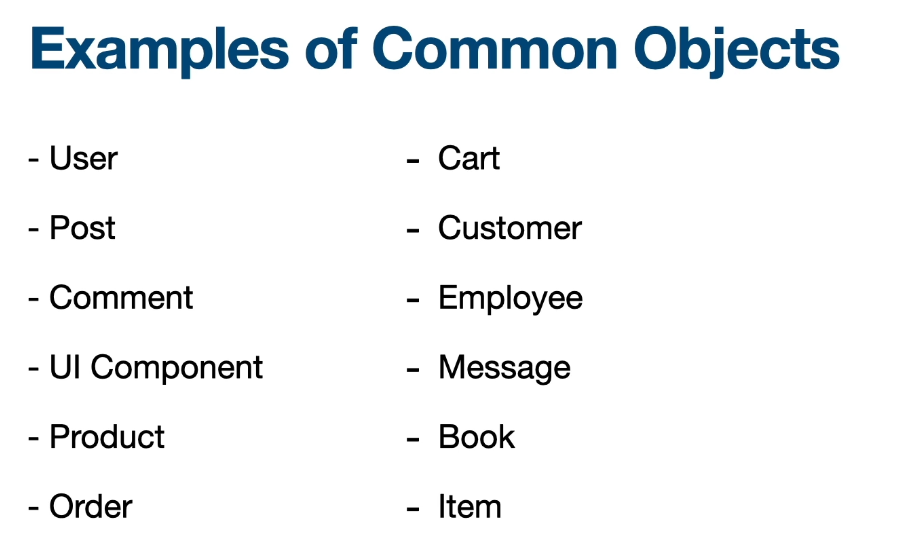 Examples of Common Objects
- User
- Post
- Comment
- UI Component
- Product
- Order
- Cart
- Customer
- Employee
- Message
- Book
- Item